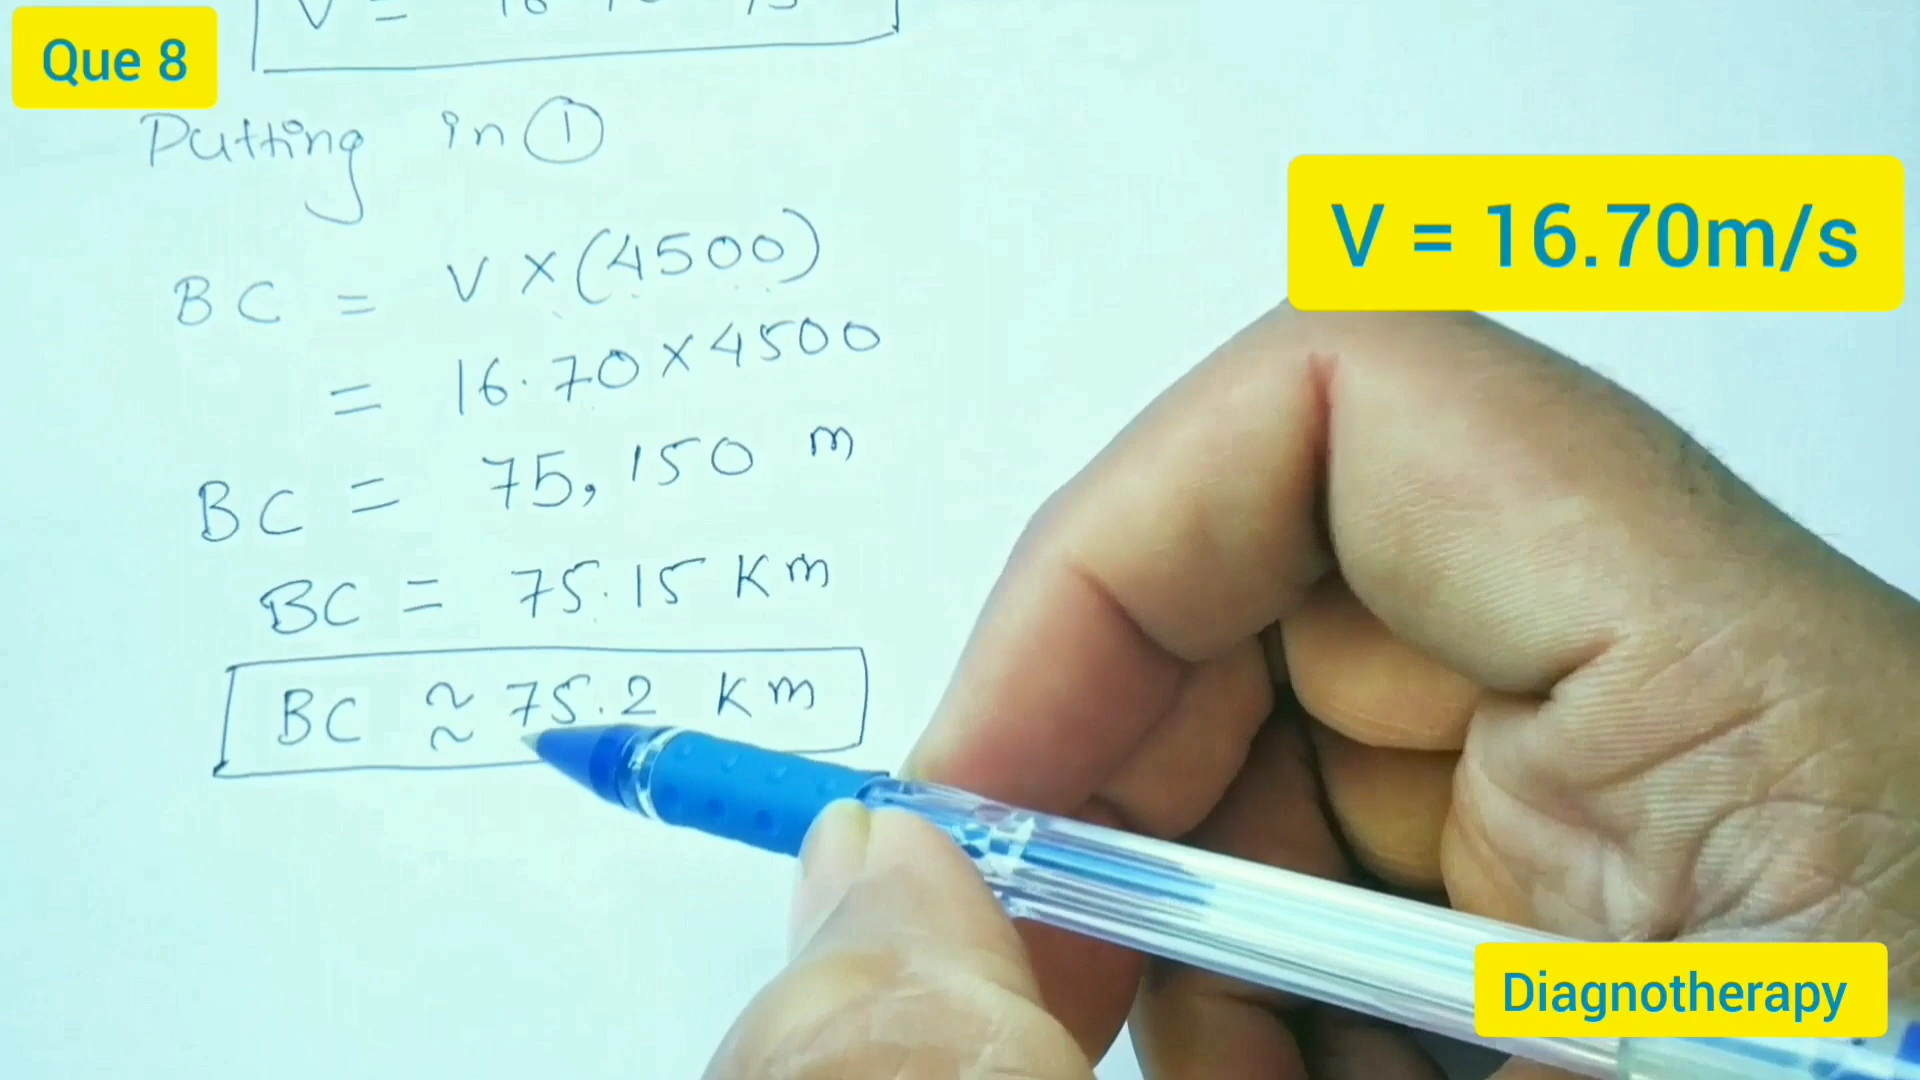 Que 8
V =
Putting in ①
V = 16.70m/s
BC = V × (4500)
= 16.70 × 4500
BC = 75,150 m
BC = 75.15 Km
BC ≈ 75.2 Km
Diagnotherapy